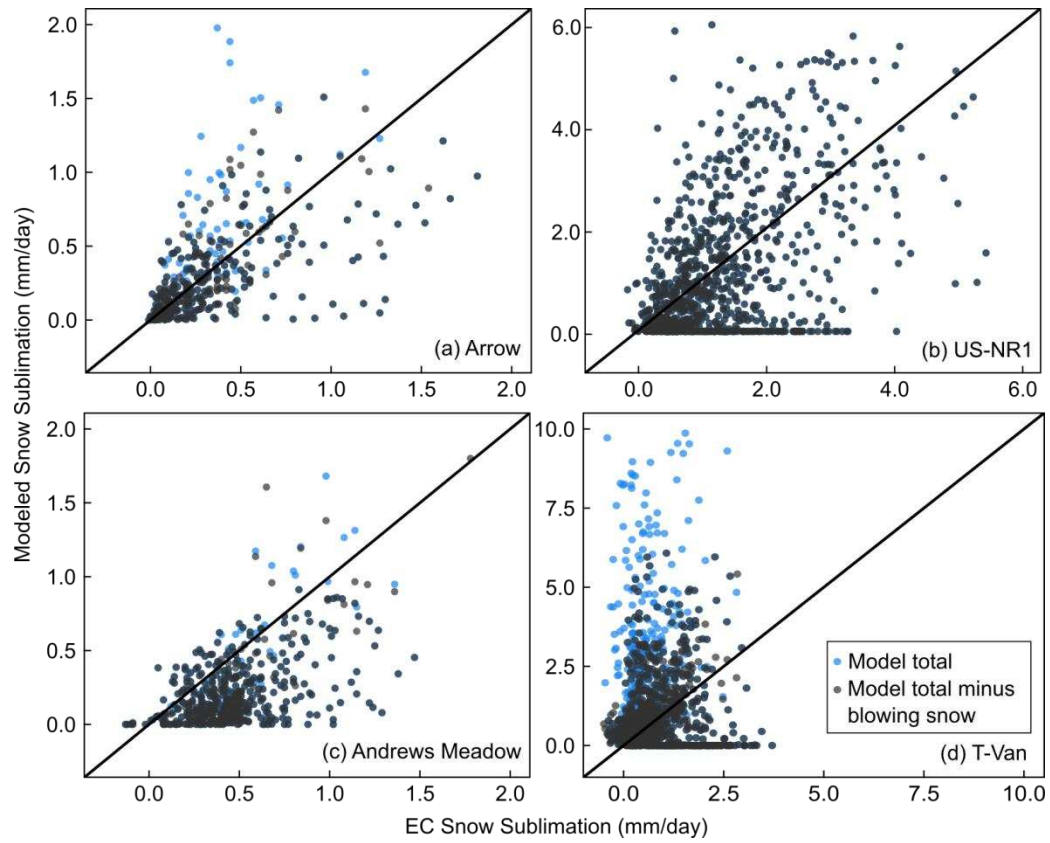 Modeled Snow Sublimation (mm/day)
2.0
1.5
1.0
0.5
0.0
0.0 0.5 1.0 1.5 2.0
(a) Arrow
6.0
4.0
2.0
0.0
0.0 2.0 4.0 6.0
(b) US-NR1
2.0
1.5
1.0
0.5
0.0
0.0 0.5 1.0 1.5 2.0
(c) Andrews Meadow
10.0
7.5
5.0
2.5
0.0
0.0 2.5 5.0 7.5 10.0
Model total
Model total minus
blowing snow
(d) T-Van
EC Snow Sublimation (mm/day)